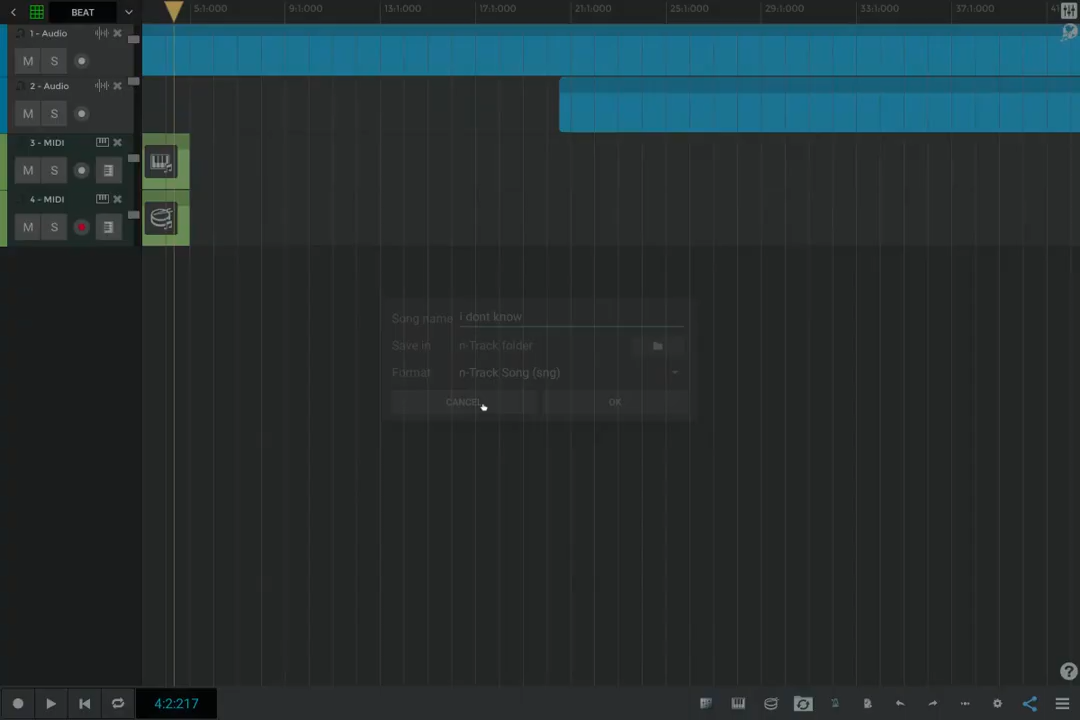 BEAT
5:1:000
9:1:000
13:1:000
17:1:000
21:1:000
25:1:000
29:1:000
33:1:000
37:1:000
1 - Audio
M S
2 - Audio
M S
3 - MIDI
M S
4 - MIDI
M S
Song name i dont know
Save in n-Track folder
Format n-Track Song (sng)
CANCEL OK
4:2:217
?